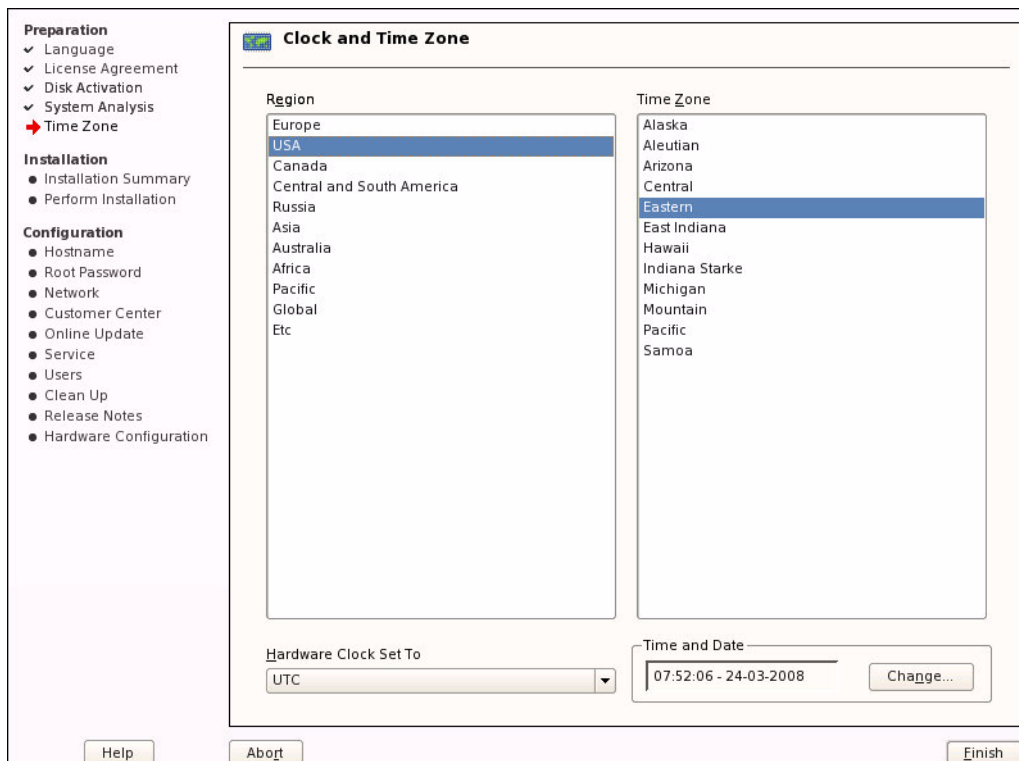 Preparation
Language
License Agreement
Disk Activation
System Analysis
Time Zone
Installation
Installation Summary
Perform Installation
Configuration
Hostname
Root Password
Network
Customer Center
Online Update
Service
Users
Clean Up
Release Notes
Hardware Configuration
Clock and Time Zone
Region
Europe
USA
Canada
Central and South America
Russia
Asia
Australia
Africa
Pacific
Global
Etc
Time Zone
Alaska
Aleutian
Arizona
Central
Eastern
East Indiana
Hawaii
Indiana Starke
Michigan
Mountain
Pacific
Samoa
Hardware Clock Set To
UTC
Time and Date
07:52:06 - 24-03-2008
Change...
Help
Abort
Finish